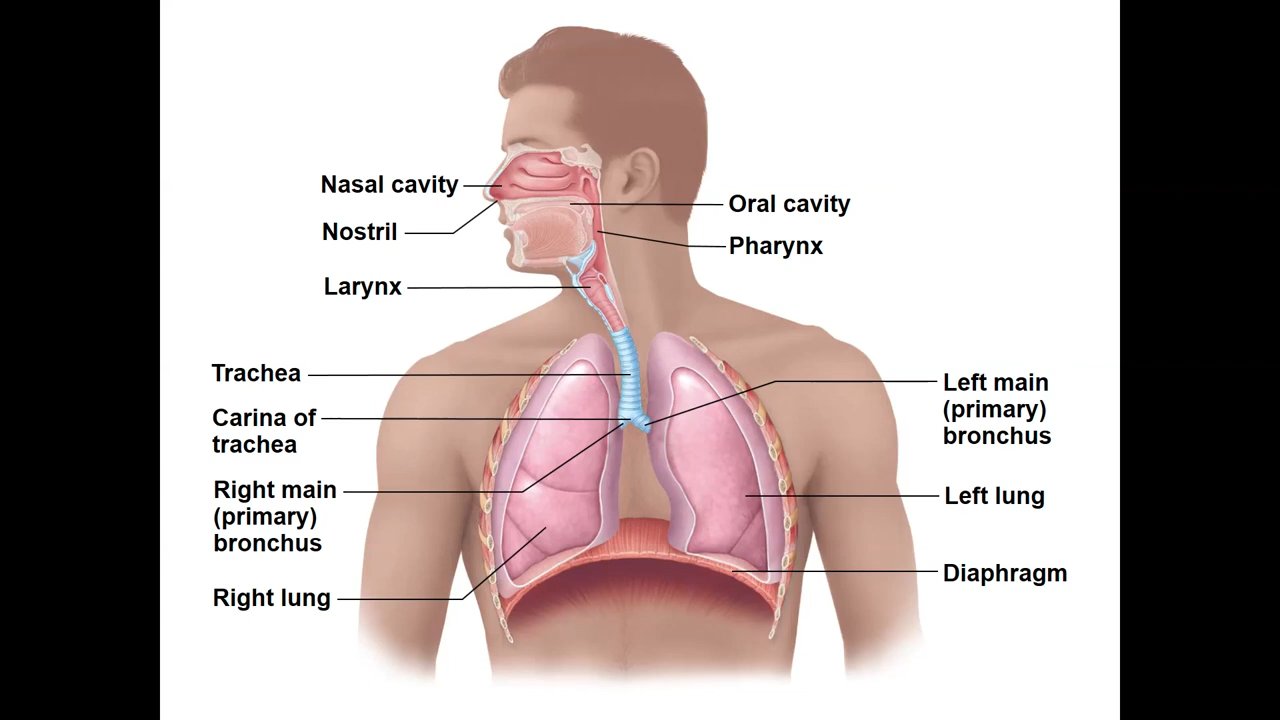 Nasal cavity
Nostril
Larynx
Trachea
Carina of
trachea
Right main
(primary)
bronchus
Right lung
Oral cavity
Pharynx
Left main
(primary)
bronchus
Left lung
Diaphragm